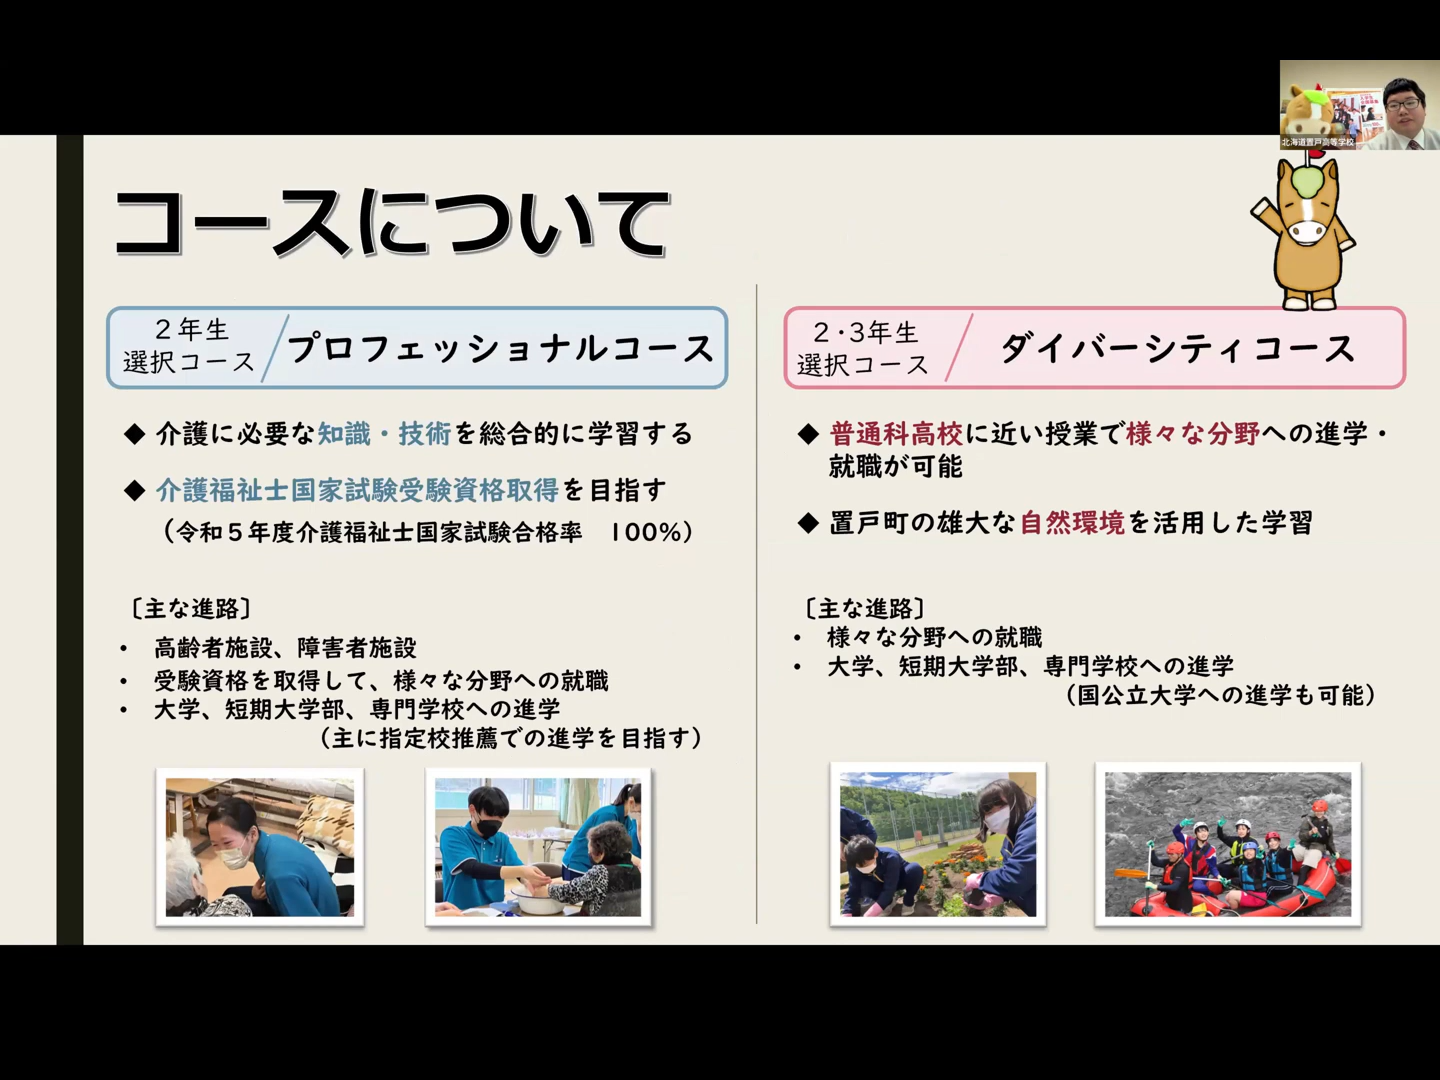 北海道置戸高等学校
コースについて
２年生
選択コース
プロフェッショナルコース
◆ 介護に必要な知識・技術を総合的に学習する
◆ 介護福祉士国家試験受験資格取得を目指す
（令和５年度介護福祉士国家試験合格率　100%）
〔主な進路〕
• 高齢者施設、障害者施設
• 受験資格を取得して、様々な分野への就職
• 大学、短期大学部、専門学校への進学
（主に指定校推薦での進学を目指す）
２・３年生
選択コース
ダイバーシティコース
◆ 普通科高校に近い授業で様々な分野への進学・
就職が可能
◆ 置戸町の雄大な自然環境を活用した学習
〔主な進路〕
• 様々な分野への就職
• 大学、短期大学部、専門学校への進学
（国公立大学への進学も可能）